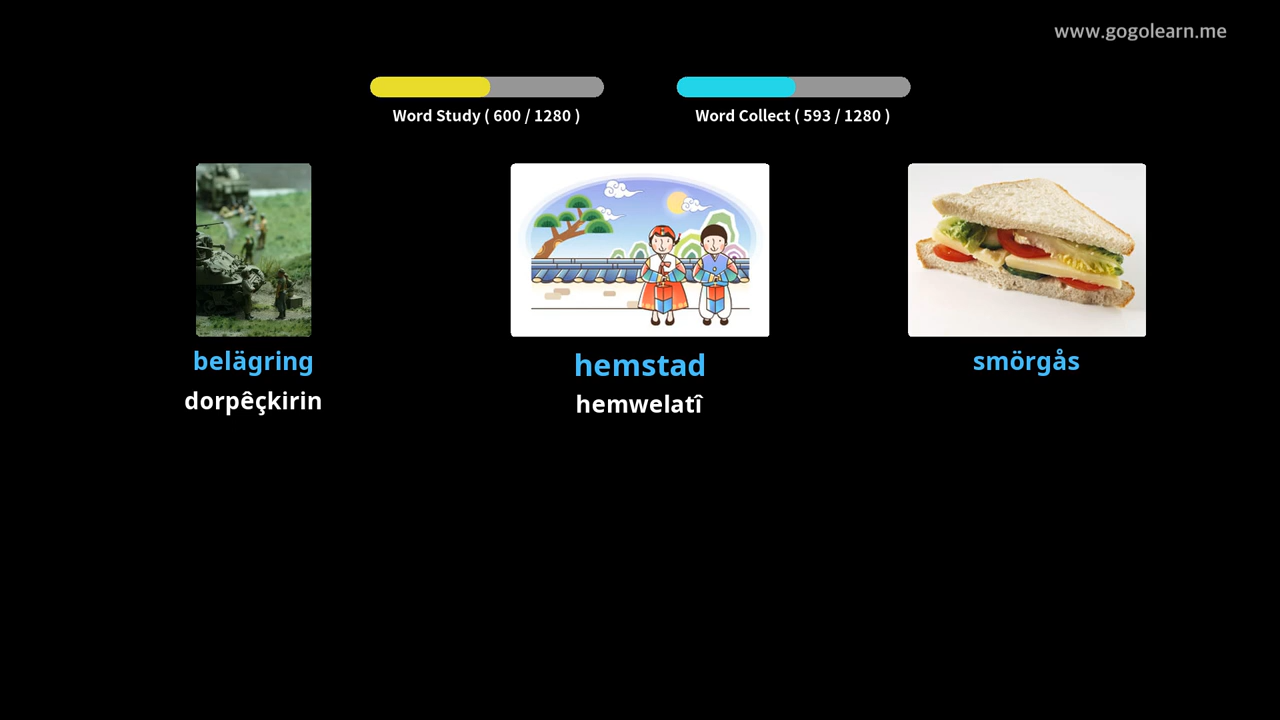 www.gogolearn.me
Word Study ( 600 / 1280 )
Word Collect ( 593 / 1280 )
belägring
dorpêçkirin
hemstad
hemwelatî
smörgås